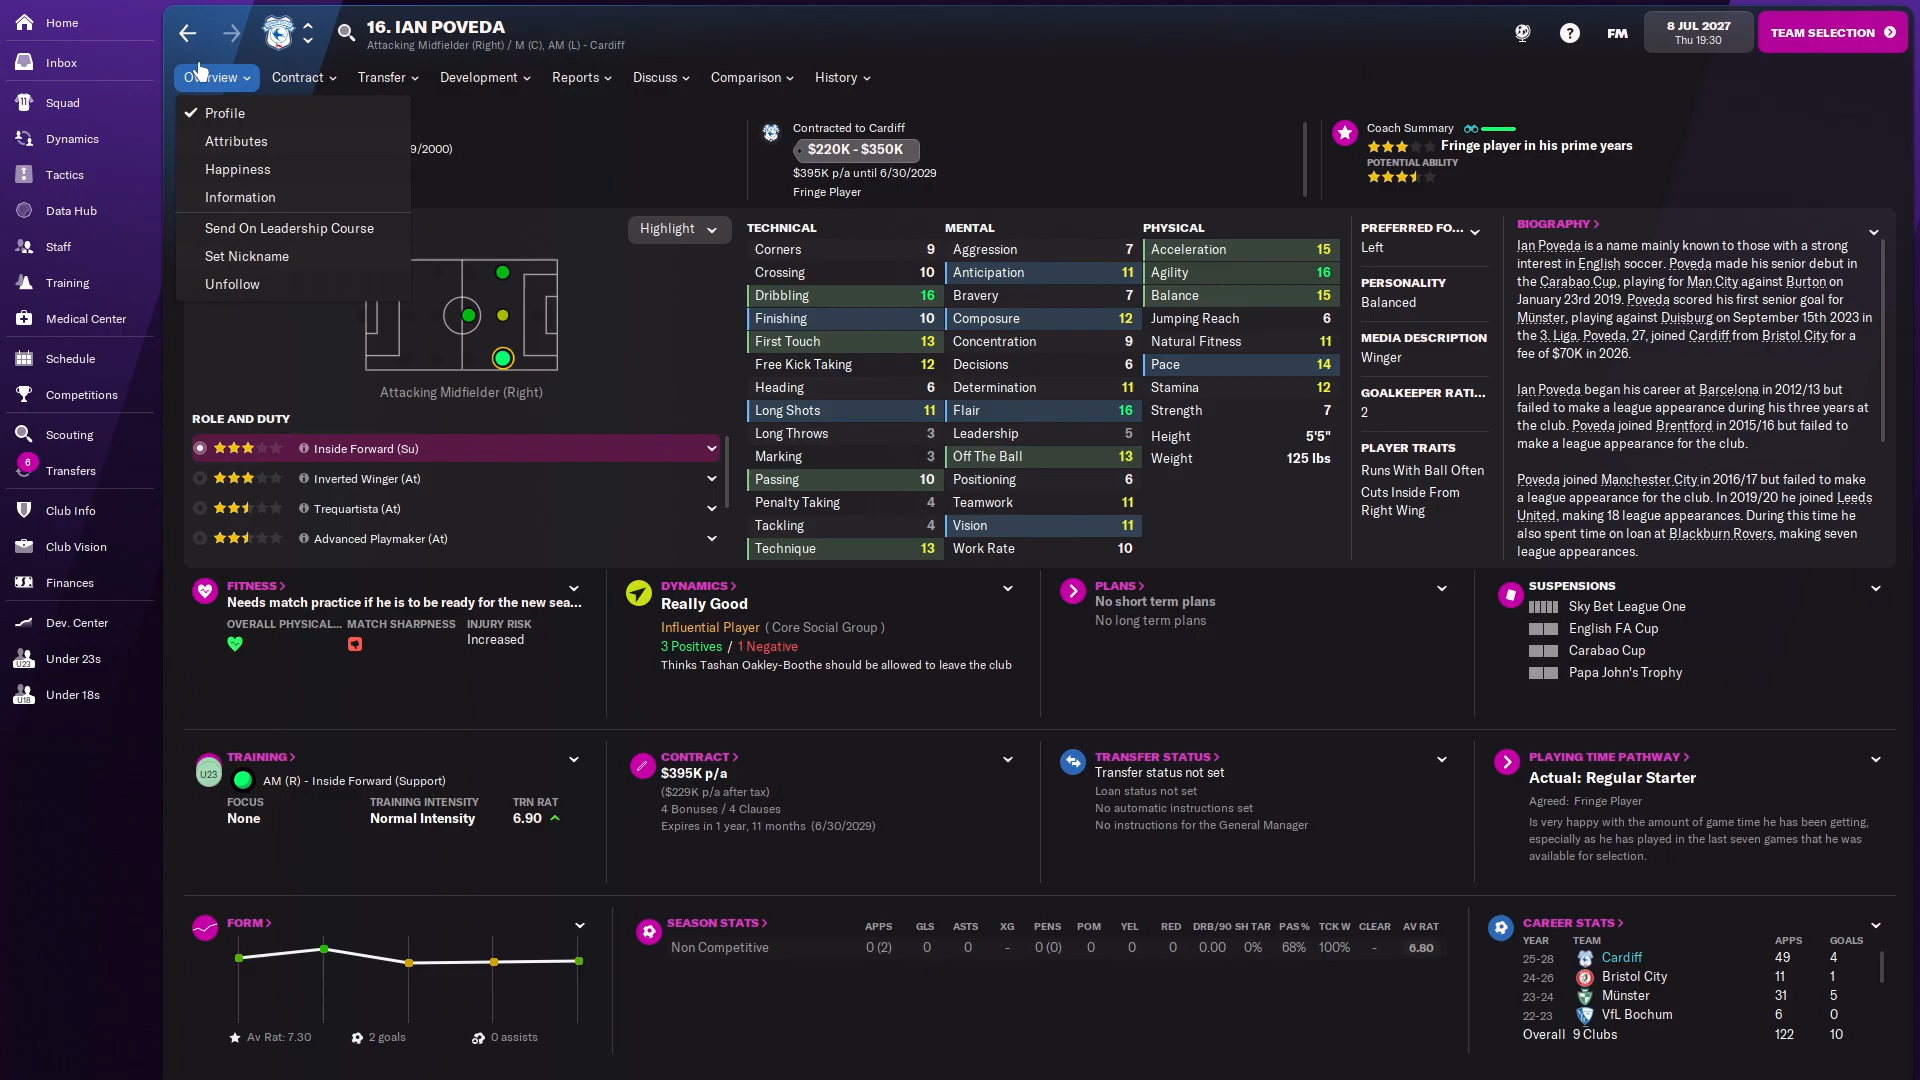 Home
Inbox
Squad
Dynamics
Tactics
Data Hub
Staff
Training
Medical Center
Schedule
Competitions
Scouting
6
Transfers
Club Info
Club Vision
Finances
Dev. Center
U23
Under 23s
U18
Under 18s
16. IAN POVEDA
Attacking Midfielder (Right) / M (C), AM (L) - Cardiff
FM
8 JUL 2027
Thu 19:30
TEAM SELECTION
Overview
Contract
Transfer
Development
Reports
Discuss
Comparison
History
Profile
Attributes
Happiness
Information
Send On Leadership Course
Set Nickname
Unfollow
9/2000)
Contracted to Cardiff
$220K - $350K
$395K p/a until 6/30/2029
Fringe Player
Coach Summary
Fringe player in his prime years
POTENTIAL ABILITY
Highlight
Attacking Midfielder (Right)
ROLE AND DUTY
Inside Forward (Su)
Inverted Winger (At)
Trequartista (At)
Advanced Playmaker (At)
TECHNICAL
Corners 9
Crossing 10
Dribbling 16
Finishing 10
First Touch 13
Free Kick Taking 12
Heading 6
Long Shots 11
Long Throws 3
Marking 3
Passing 10
Penalty Taking 4
Tackling 4
Technique 13
MENTAL
Aggression 7
Anticipation 11
Bravery 7
Composure 12
Concentration 9
Decisions 6
Determination 11
Flair 16
Leadership 5
Off The Ball 13
Positioning 6
Teamwork 11
Vision 11
Work Rate 10
PHYSICAL
Acceleration 15
Agility 16
Balance 15
Jumping Reach 6
Natural Fitness 11
Pace 14
Stamina 12
Strength 7
Height 5'5"
Weight 125 lbs
PREFERRED FO...
Left
PERSONALITY
Balanced
MEDIA DESCRIPTION
Winger
GOALKEEPER RATI...
2
PLAYER TRAITS
Runs With Ball Often
Cuts Inside From
Right Wing
BIOGRAPHY >
Ian Poveda is a name mainly known to those with a strong
interest in English soccer. Poveda made his senior debut in
the Carabao Cup, playing for Man City against Burton on
January 23rd 2019. Poveda scored his first senior goal for
Münster, playing against Duisburg on September 15th 2023 in
the 3. Liga. Poveda, 27, joined Cardiff from Bristol City for a
fee of $70K in 2026.
Ian Poveda began his career at Barcelona in 2012/13 but
failed to make a league appearance during his three years at
the club. Poveda joined Brentford in 2015/16 but failed to
make a league appearance for the club.
Poveda joined Manchester City in 2016/17 but failed to make
a league appearance for the club. In 2019/20 he joined Leeds
United, making 18 league appearances. During this time he
also spent time on loan at Blackburn Rovers, making seven
league appearances.
FITNESS >
Needs match practice if he is to be ready for the new sea...
OVERALL PHYSICAL... MATCH SHARPNESS INJURY RISK
Increased
DYNAMICS >
Really Good
Influential Player ( Core Social Group )
3 Positives / 1 Negative
Thinks Tashan Oakley-Boothe should be allowed to leave the club
PLANS >
No short term plans
No long term plans
SUSPENSIONS
Sky Bet League One
English FA Cup
Carabao Cup
Papa John's Trophy
TRAINING >
U23
AM (R) - Inside Forward (Support)
FOCUS TRAINING INTENSITY TRN RAT
None Normal Intensity 6.90
CONTRACT >
$395K p/a
($229K p/a after tax)
4 Bonuses / 4 Clauses
Expires in 1 year, 11 months (6/30/2029)
TRANSFER STATUS >
Transfer status not set
Loan status not set
No automatic instructions set
No instructions for the General Manager
PLAYING TIME PATHWAY >
Actual: Regular Starter
Agreed: Fringe Player
Is very happy with the amount of game time he has been getting,
especially as he has played in the last seven games that he was
available for selection.
FORM >
Av Rat: 7.30 2 goals 0 assists
SEASON STATS > APPS GLS ASTS XG PENS POM YEL RED DRB/90 SH TAR PAS % TCK W CLEAR AV RAT
Non Competitive 0 (2) 0 0 - 0 (0) 0 0 0 0.00 0% 68% 100% - 6.80
CAREER STATS >
YEAR TEAM APPS GOALS
25-28 Cardiff 49 4
24-26 Bristol City 11 1
23-24 Münster 31 5
22-23 VfL Bochum 6 0
Overall 9 Clubs 122 10